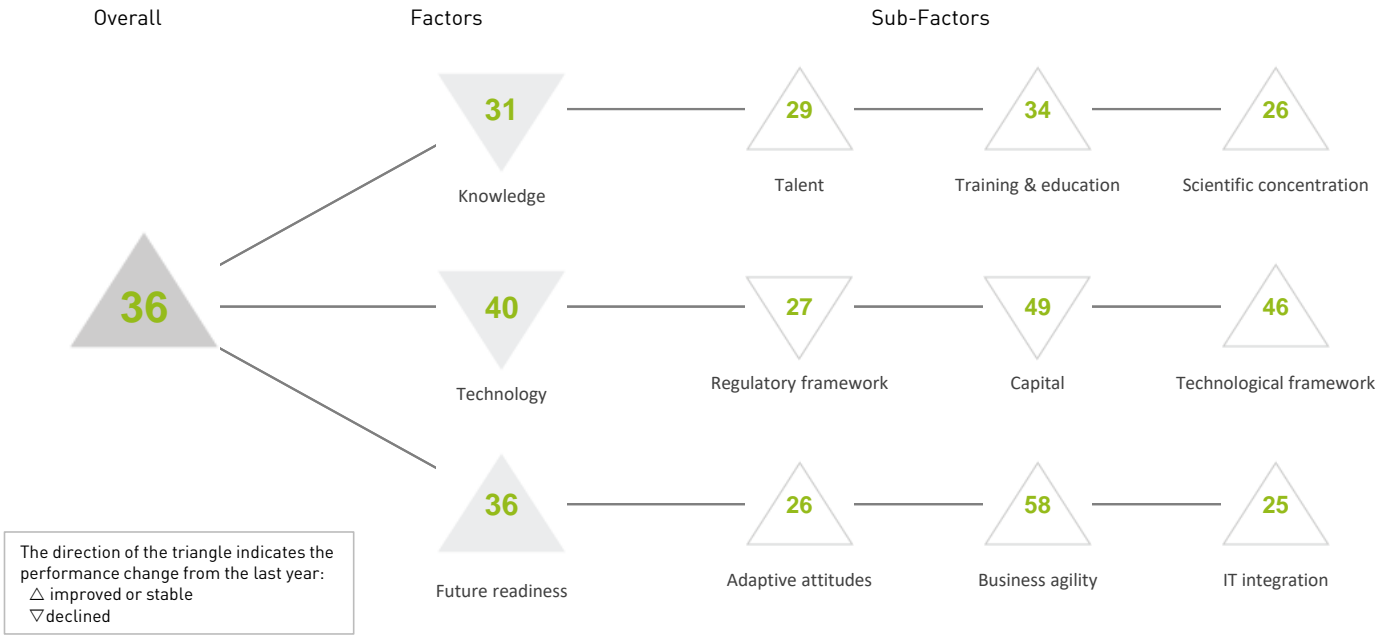 Overall
Factors
Sub-Factors
31
29
34
26
Knowledge
Talent
Training & education
Scientific concentration
36
40
27
49
46
Technology
Regulatory framework
Capital
Technological framework
36
26
58
25
Future readiness
Adaptive attitudes
Business agility
IT integration
The direction of the triangle indicates the
performance change from the last year:
△ improved or stable
▽ declined